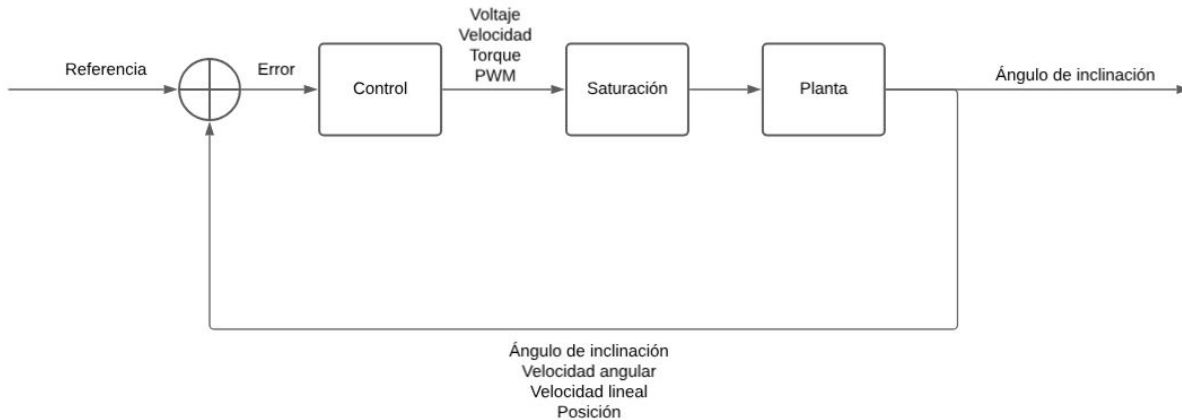 Voltaje
Velocidad
Torque
PWM
Referencia
Error
Control
Saturación
Planta
Ángulo de inclinación
Ángulo de inclinación
Velocidad angular
Velocidad lineal
Posición